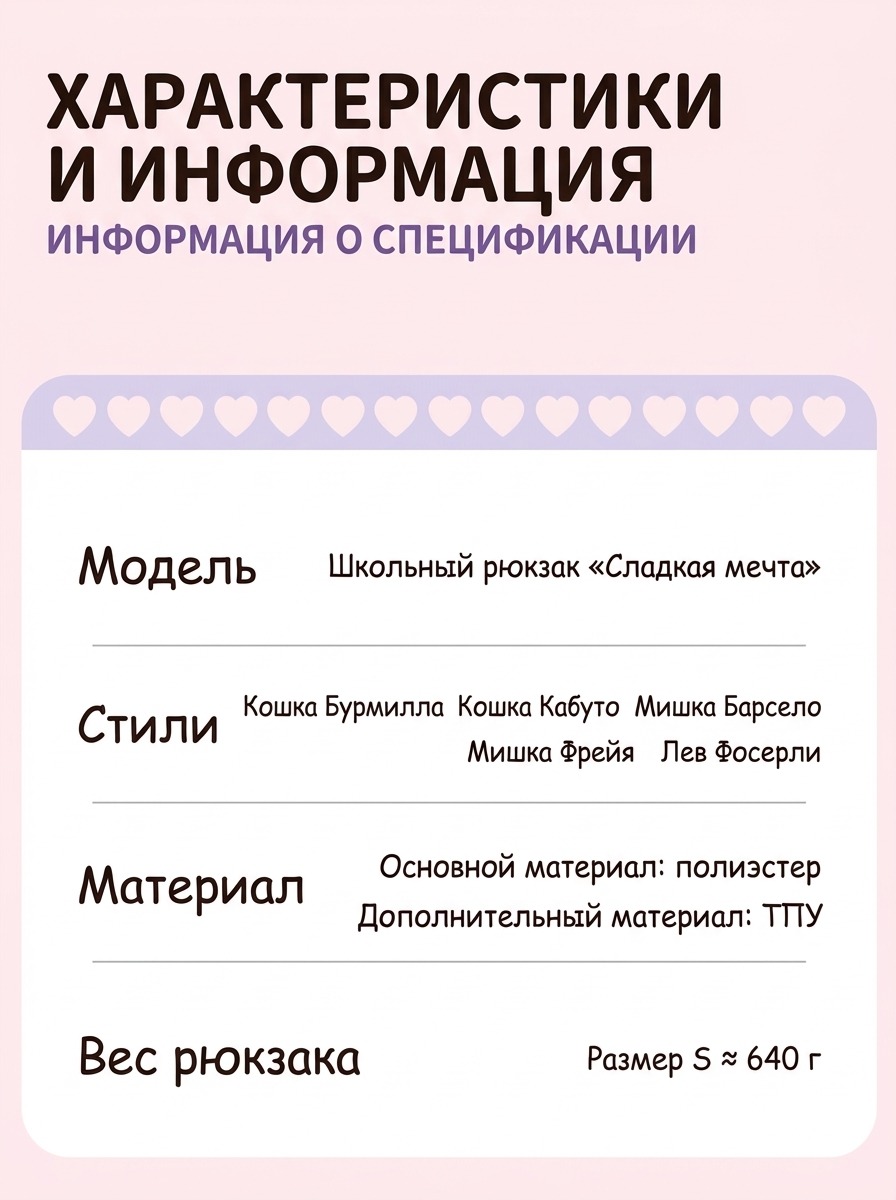 ХАРАКТЕРИСТИКИ
И ИНФОРМАЦИЯ
ИНФОРМАЦИЯ О СПЕЦИФИКАЦИИ
Модель Школьный рюкзак «Сладкая мечта»
Стили Кошка Бурмилла Кошка Кабуто Мишка Барсело
Мишка Фрейя Лев Фосерли
Материал Основной материал: полиэстер
Дополнительный материал: ТПУ
Вес рюкзака Размер S ≈ 640 г